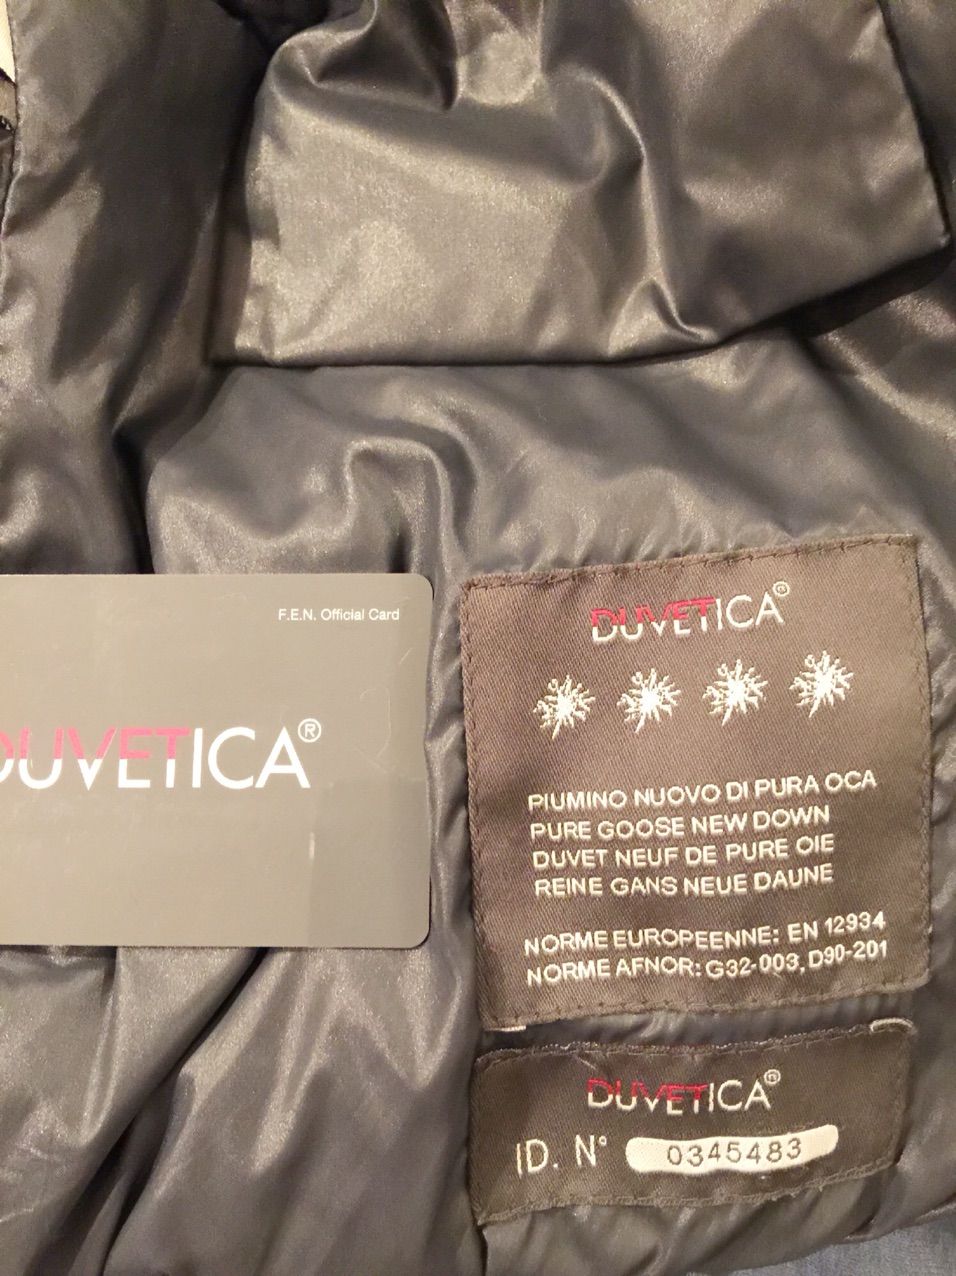 F.E.N. Official Card
DUVETICA®
DUVETICA®
PIUMINO NUOVO DI PURA OCA
PURE GOOSE NEW DOWN
DUVET NEUF DE PURE OIE
REINE GANS NEUE DAUNE
NORME EUROPEENNE: EN 12934
NORME AFNOR: G32-003, D90-201
DUVETICA®
ID. N° 0345483